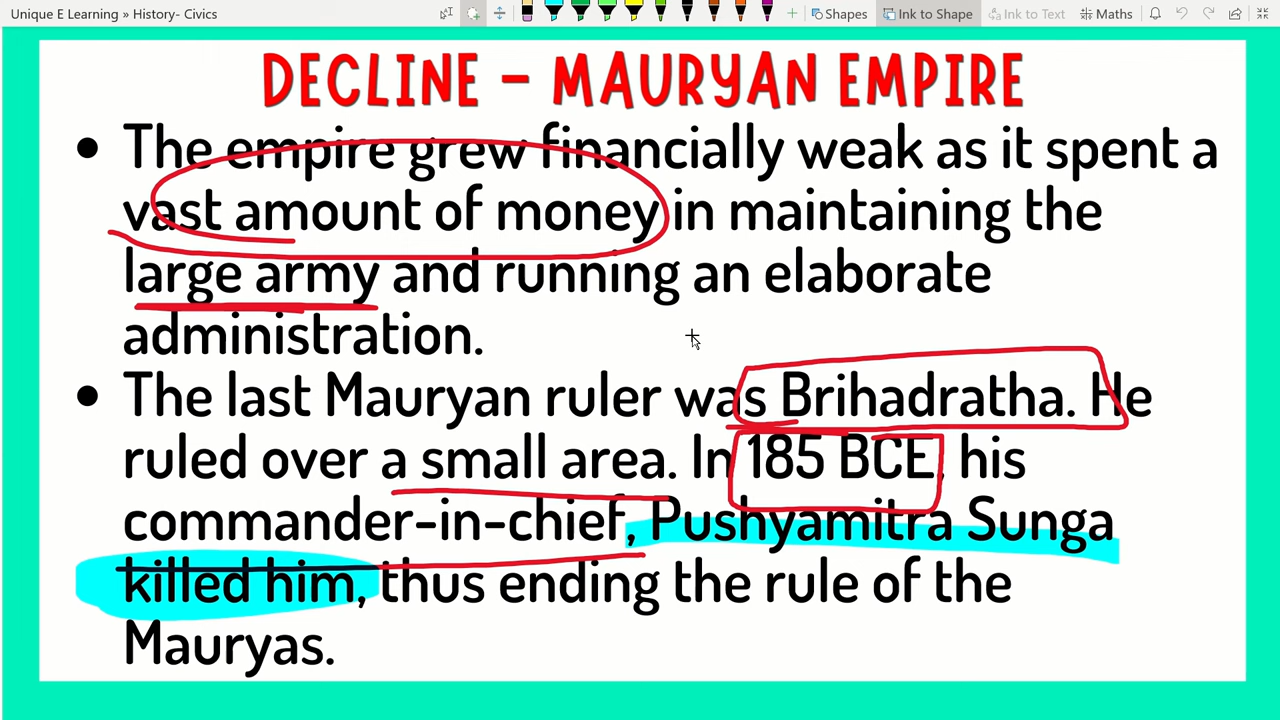 Unique E Learning » History- Civics
Shapes
Ink to Shape
Ink to Text
Maths
DECLINE - MAURYAN EMPIRE
• The empire grew financially weak as it spent a
vast amount of money in maintaining the
large army and running an elaborate
administration.
• The last Mauryan ruler was Brihadratha. He
ruled over a small area. In 185 BCE, his
commander-in-chief, Pushyamitra Sunga
killed him, thus ending the rule of the
Mauryas.